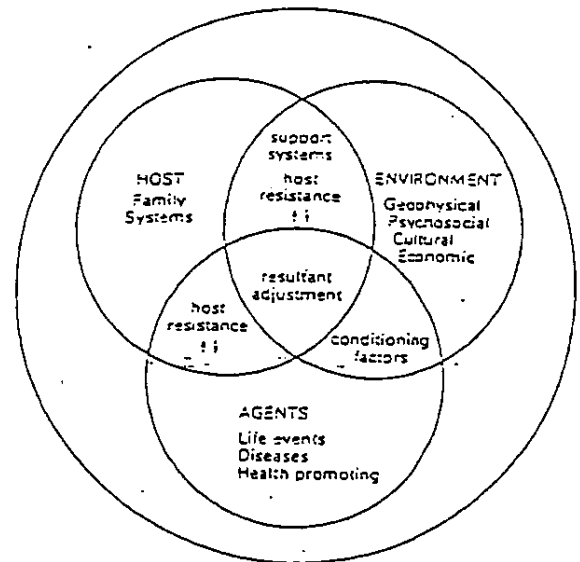 support
systems
host
resistance
↑↓
HOST
Family
Systems
ENVIRONMENT
Geophysical
Psychosocial
Cultural
Economic
resultant
adjustment
host
resistance
↑↓
conditioning
factors
AGENTS
Life events
Diseases
Health promoting